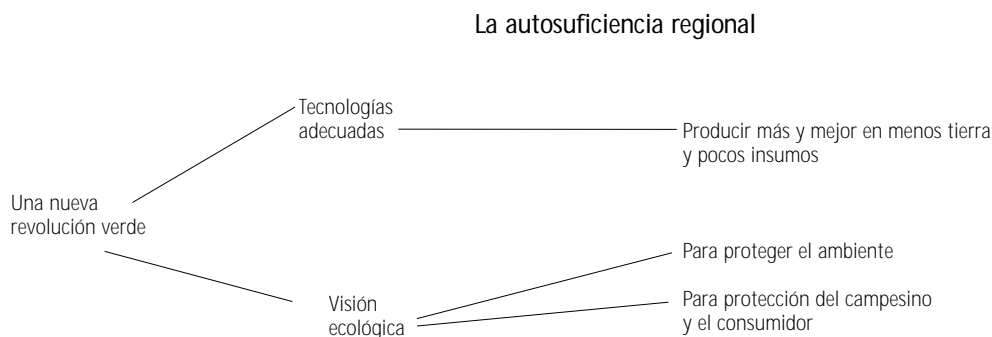 La autosuficiencia regional
Tecnologías
adecuadas
Producir más y mejor en menos tierra
y pocos insumos
Una nueva
revolución verde
Para proteger el ambiente
Visión
ecológica
Para protección del campesino
y el consumidor